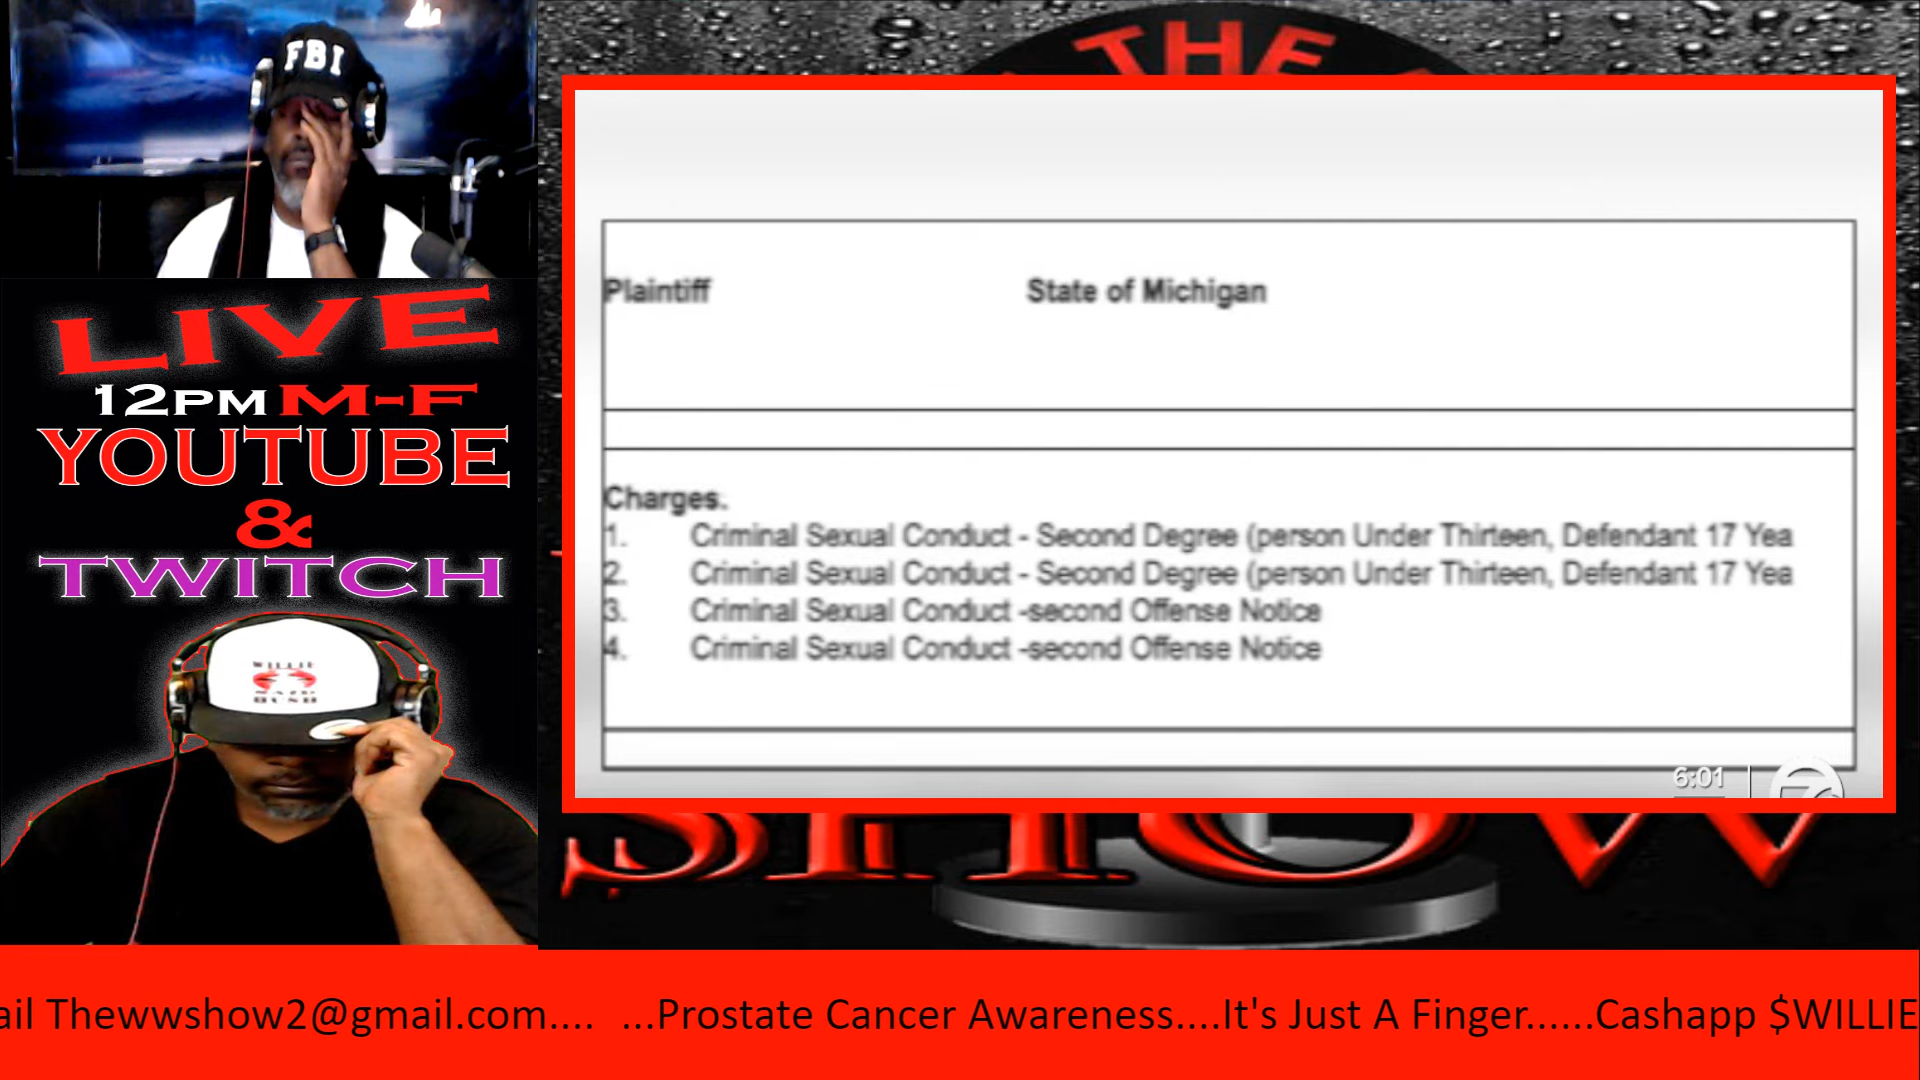 FBI
LIVE
12PM M-F
YOUTUBE
&
TWITCH
WILLIE
THE
Plaintiff State of Michigan
Charges.
1. Criminal Sexual Conduct - Second Degree (person Under Thirteen, Defendant 17 Yea
2. Criminal Sexual Conduct - Second Degree (person Under Thirteen, Defendant 17 Yea
3. Criminal Sexual Conduct -second Offense Notice
4. Criminal Sexual Conduct -second Offense Notice
6:01
7
SHOW
ail Thewwshow2@gmail.com.... ...Prostate Cancer Awareness....It's Just A Finger......Cashapp $WILLIE